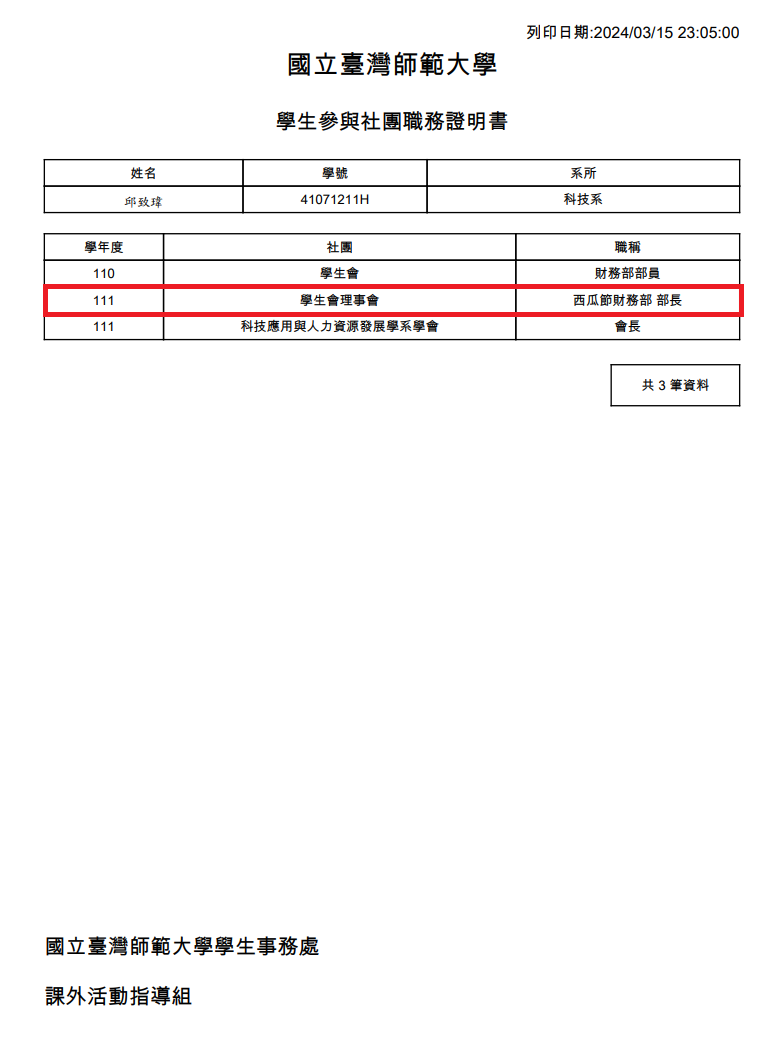 列印日期:2024/03/15 23:05:00
國立臺灣師範大學
學生參與社團職務證明書
姓名 學號 系所
邱致瑋 41071211H 科技系
學年度 社團 職稱
110 學生會 財務部部員
111 學生會理事會 西瓜節財務部 部長
111 科技應用與人力資源發展學系學會 會長
共 3 筆資料
國立臺灣師範大學學生事務處
課外活動指導組